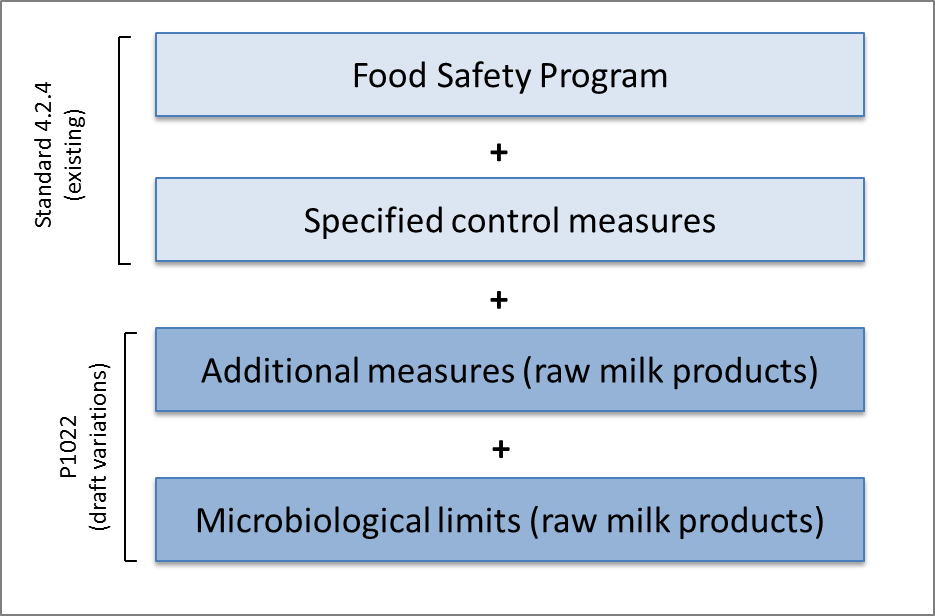 Standard 4.2.4
(existing)
Food Safety Program
+
Specified control measures
+
P1022
(draft variations)
Additional measures (raw milk products)
+
Microbiological limits (raw milk products)